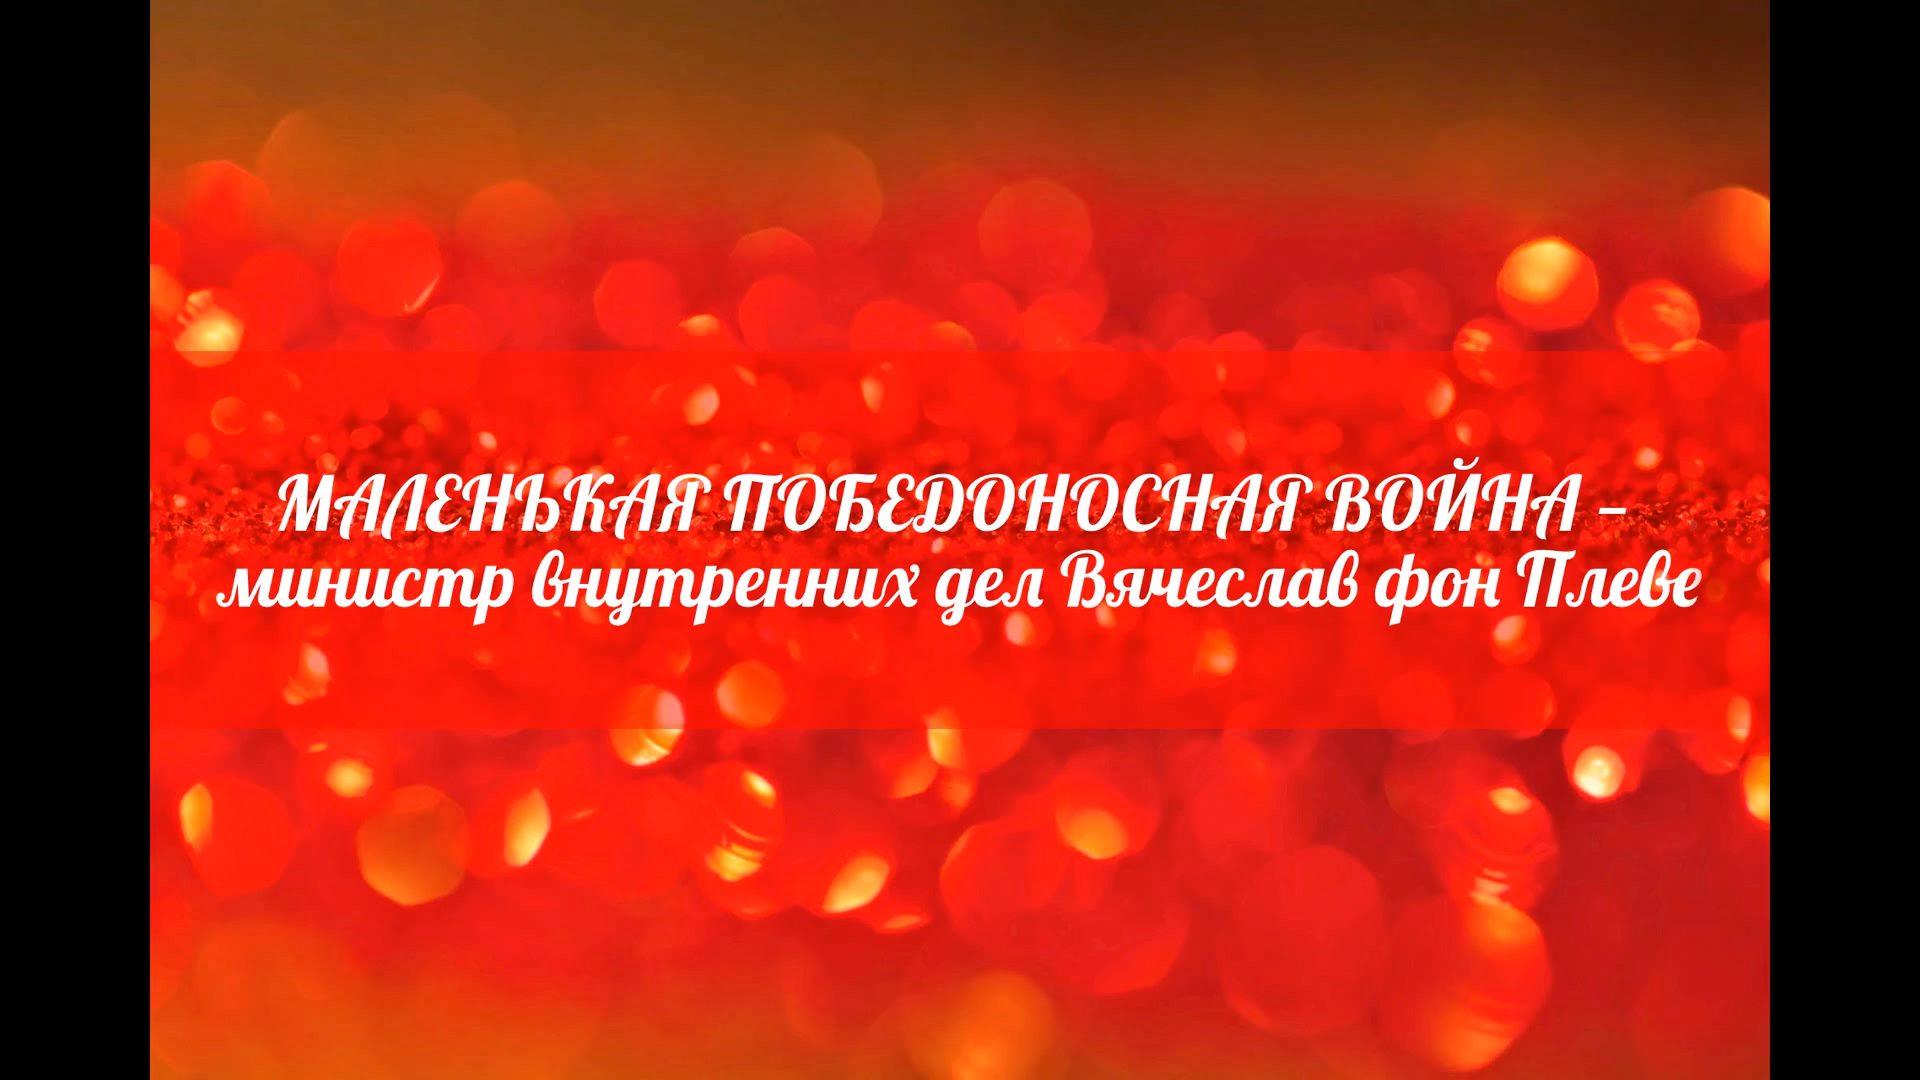 МАЛЕНЬКАЯ ПОБЕДОНОСНАЯ ВОЙНА –
министр внутренних дел Вячеслав фон Плеве